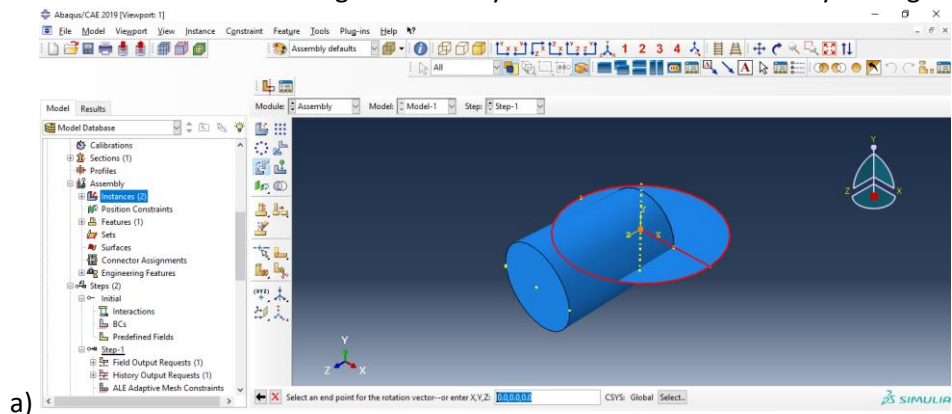 Abaqus/CAE 2019 [Viewport: 1]
File Model Viewport View Instance Constraint Feature Tools Plug-ins Help
Assembly defaults
1 2 3 4
All
A
Module: Assembly Model: Model-1 Step: Step-1
Model Results
Model Database
Calibrations
Sections (1)
Profiles
Assembly
Instances (2)
Position Constraints
Features (1)
Sets
Surfaces
Connector Assignments
Engineering Features
Steps (2)
Initial
Interactions
BCs
Predefined Fields
Step-1
Field Output Requests (1)
History Output Requests (1)
ALE Adaptive Mesh Constraints
(XYZ)
Y
Z X
Y
Z X
a)
Select an end point for the rotation vector--or enter X,Y,Z: 0.0,0.0,0.0 CSYS: Global Select...
SIMULIA